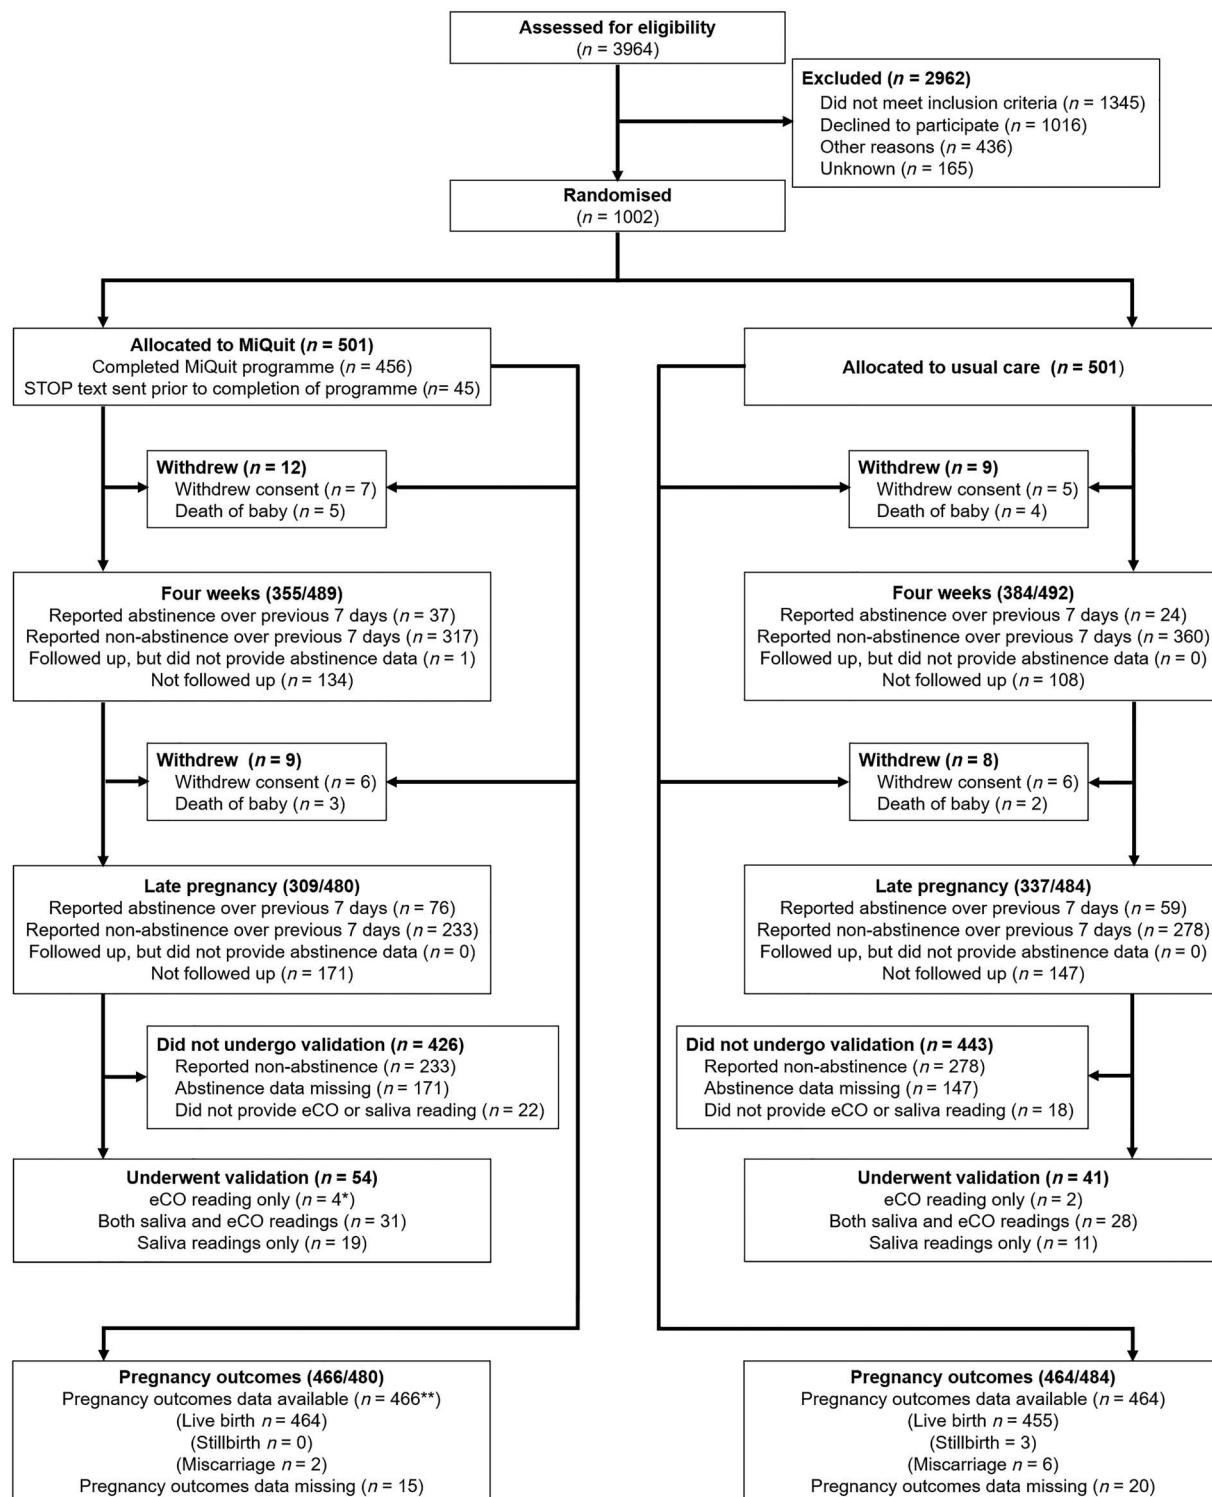 Assessed for eligibility
(n = 3964)
Excluded (n = 2962)
Did not meet inclusion criteria (n = 1345)
Declined to participate (n = 1016)
Other reasons (n = 436)
Unknown (n = 165)
Randomised
(n = 1002)
Allocated to MiQuit (n = 501)
Completed MiQuit programme (n = 456)
STOP text sent prior to completion of programme (n= 45)
Allocated to usual care (n = 501)
Withdrew (n = 12)
Withdrew consent (n = 7)
Death of baby (n = 5)
Withdrew (n = 9)
Withdrew consent (n = 5)
Death of baby (n = 4)
Four weeks (355/489)
Reported abstinence over previous 7 days (n = 37)
Reported non-abstinence over previous 7 days (n = 317)
Followed up, but did not provide abstinence data (n = 1)
Not followed up (n = 134)
Four weeks (384/492)
Reported abstinence over previous 7 days (n = 24)
Reported non-abstinence over previous 7 days (n = 360)
Followed up, but did not provide abstinence data (n = 0)
Not followed up (n = 108)
Withdrew (n = 9)
Withdrew consent (n = 6)
Death of baby (n = 3)
Withdrew (n = 8)
Withdrew consent (n = 6)
Death of baby (n = 2)
Late pregnancy (309/480)
Reported abstinence over previous 7 days (n = 76)
Reported non-abstinence over previous 7 days (n = 233)
Followed up, but did not provide abstinence data (n = 0)
Not followed up (n = 171)
Late pregnancy (337/484)
Reported abstinence over previous 7 days (n = 59)
Reported non-abstinence over previous 7 days (n = 278)
Followed up, but did not provide abstinence data (n = 0)
Not followed up (n = 147)
Did not undergo validation (n = 426)
Reported non-abstinence (n = 233)
Abstinence data missing (n = 171)
Did not provide eCO or saliva reading (n = 22)
Did not undergo validation (n = 443)
Reported non-abstinence (n = 278)
Abstinence data missing (n = 147)
Did not provide eCO or saliva reading (n = 18)
Underwent validation (n = 54)
eCO reading only (n = 4*)
Both saliva and eCO readings (n = 31)
Saliva readings only (n = 19)
Underwent validation (n = 41)
eCO reading only (n = 2)
Both saliva and eCO readings (n = 28)
Saliva readings only (n = 11)
Pregnancy outcomes (466/480)
Pregnancy outcomes data available (n = 466**)
(Live birth n = 464)
(Stillbirth n = 0)
(Miscarriage n = 2)
Pregnancy outcomes data missing (n = 15)
Pregnancy outcomes (464/484)
Pregnancy outcomes data available (n = 464)
(Live birth n = 455)
(Stillbirth = 3)
(Miscarriage n = 6)
Pregnancy outcomes data missing (n = 20)